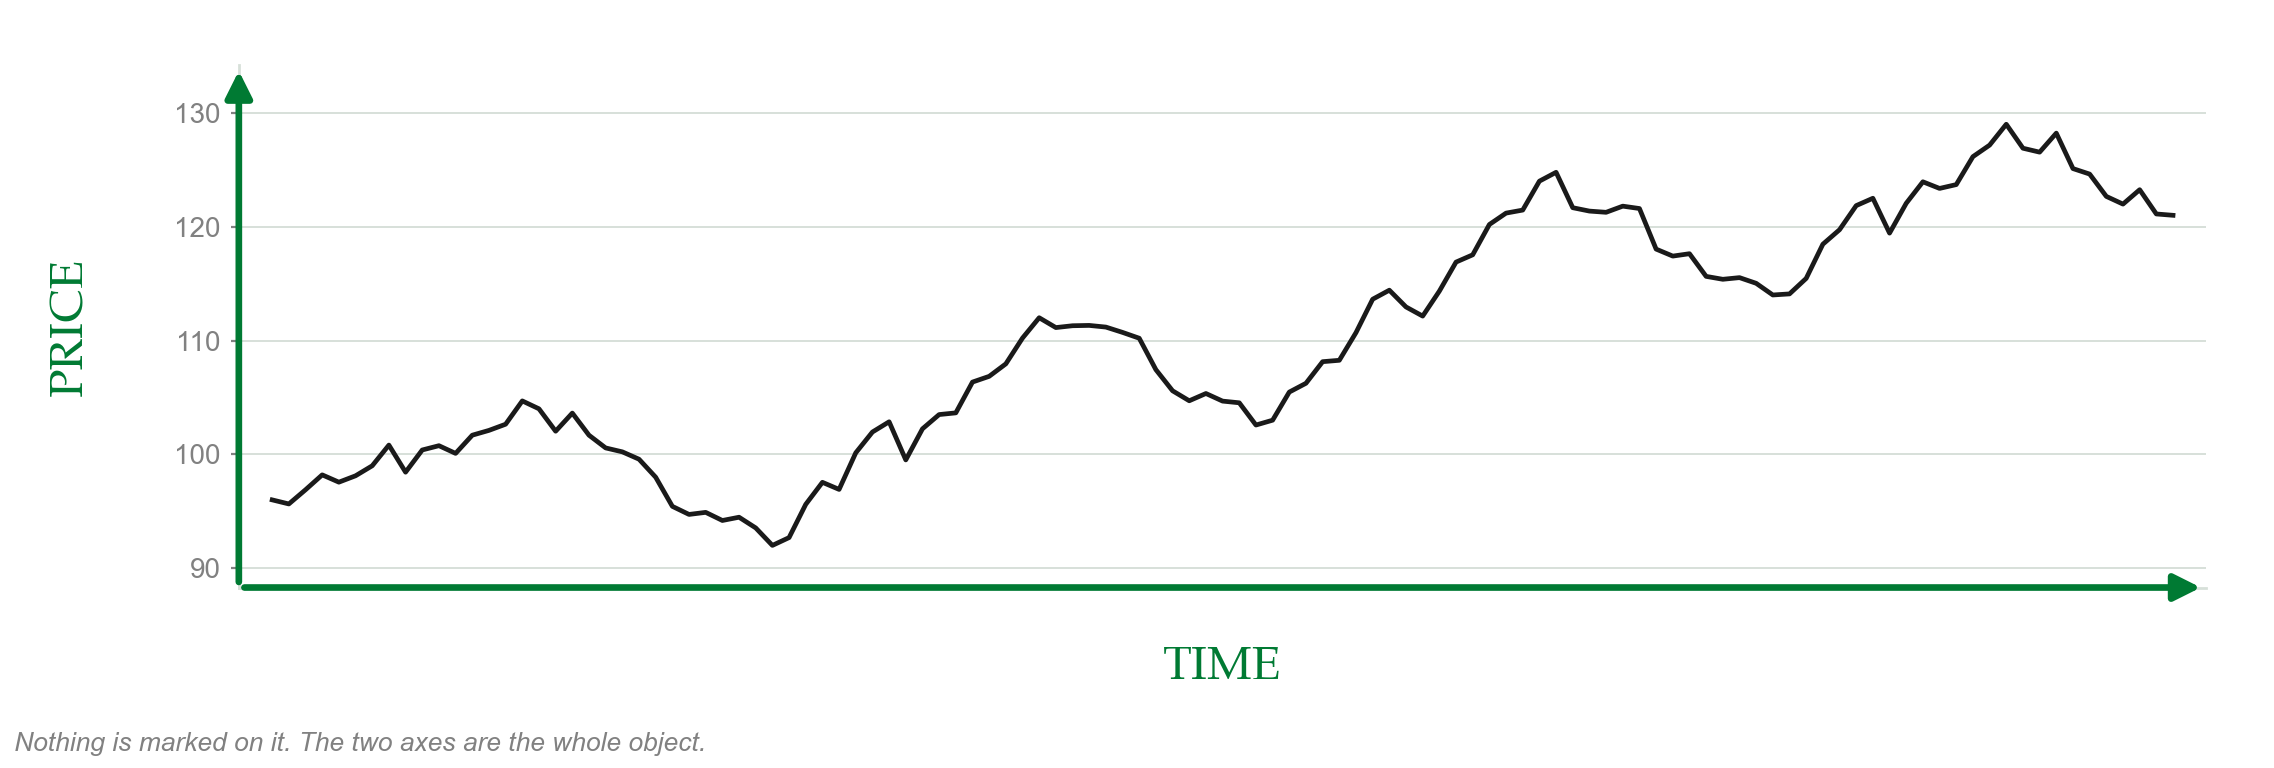 130
120
110
100
90
PRICE
TIME
Nothing is marked on it. The two axes are the whole object.